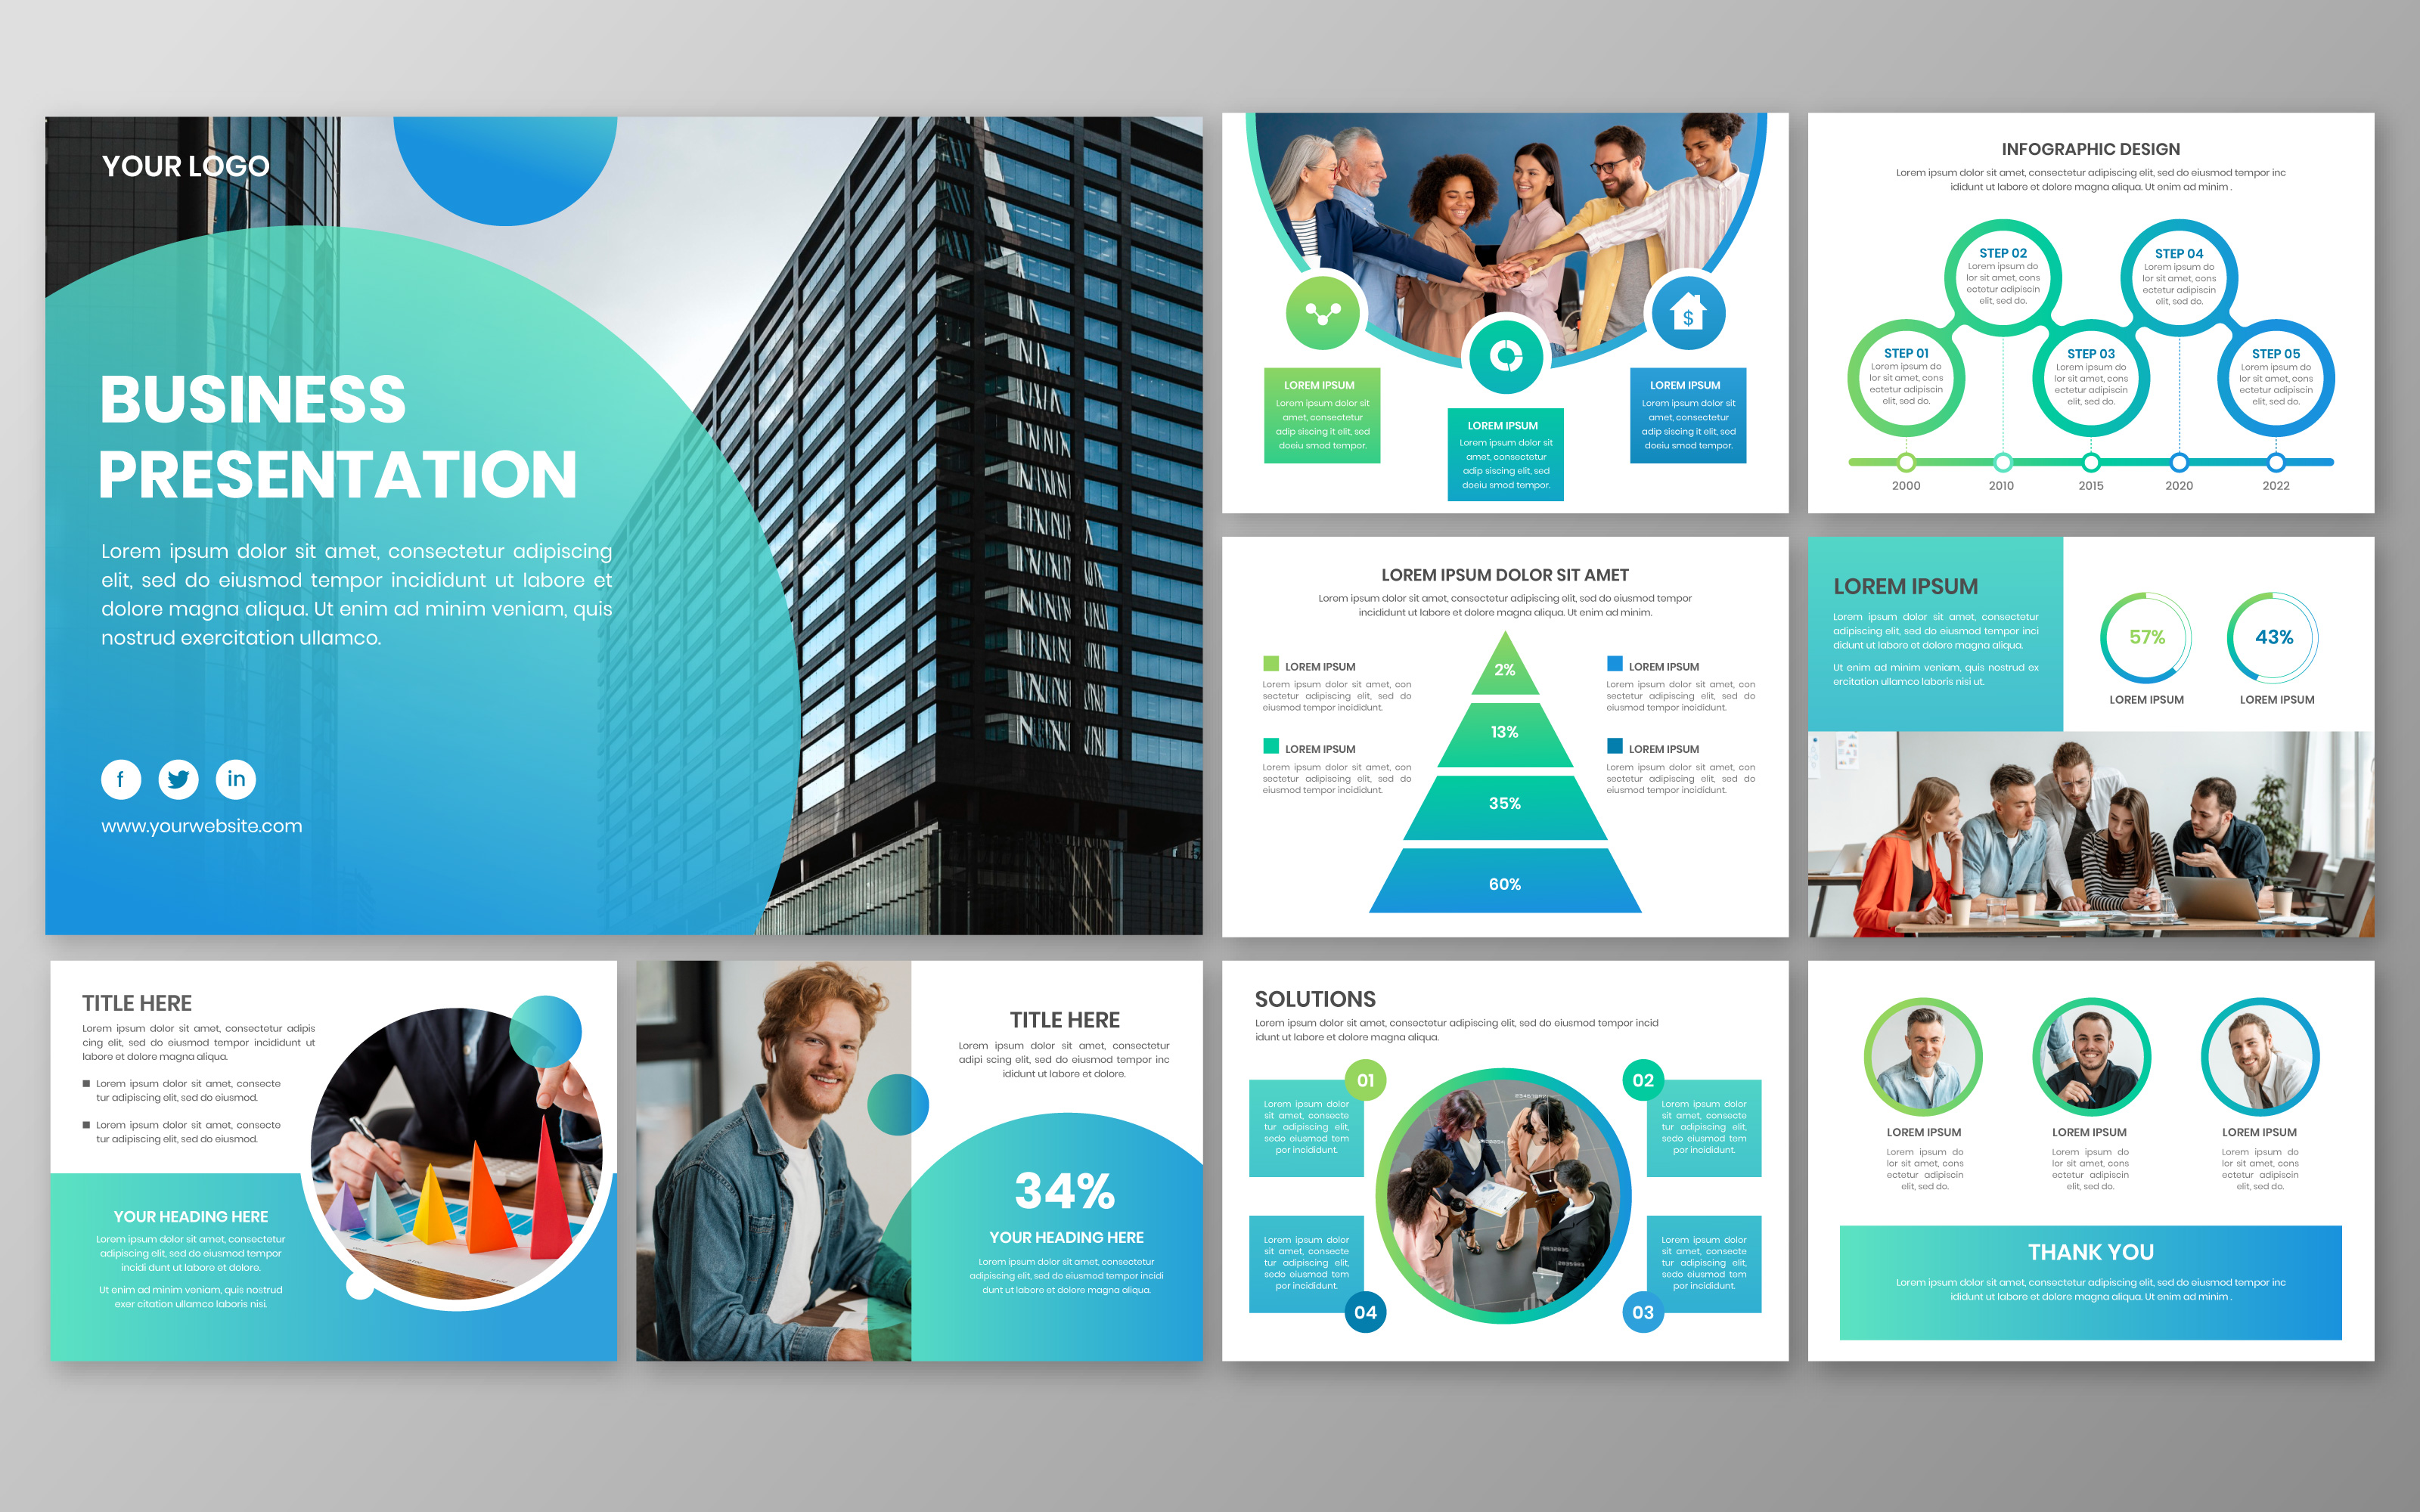 YOUR LOGO
BUSINESS
PRESENTATION
Lorem ipsum dolor sit amet, consectetur adipiscing
elit, sed do eiusmod tempor incididunt ut labore et
dolore magna aliqua. Ut enim ad minim veniam, quis
nostrud exercitation ullamco.
f
in
www.yourwebsite.com
$
LOREM IPSUM
Lorem ipsum dolor sit
amet, consectetur
adip siscing it elit, sed
doeiu smod tempor.
LOREM IPSUM
Lorem ipsum dolor sit
amet, consectetur
adip siscing elit, sed
doeiu smod tempor.
LOREM IPSUM
Lorem ipsum dolor sit
amet, consectetur
adip siscing it elit, sed
doeiu smod tempor.
INFOGRAPHIC DESIGN
Lorem ipsum dolor sit amet, consectetur adipiscing elit, sed do eiusmod tempor inc
ididunt ut labore et dolore magna aliqua. Ut enim ad minim .
STEP 01
Lorem ipsum do
lor sit amet, cons
ectetur adipiscin
elit, sed do.
STEP 02
Lorem ipsum do
lor sit amet, cons
ectetur adipiscin
elit, sed do.
STEP 03
Lorem ipsum do
lor sit amet, cons
ectetur adipiscin
elit, sed do.
STEP 04
Lorem ipsum do
lor sit amet, cons
ectetur adipiscin
elit, sed do.
STEP 05
Lorem ipsum do
lor sit amet, cons
ectetur adipiscin
elit, sed do.
2000 2010 2015 2020 2022
LOREM IPSUM DOLOR SIT AMET
Lorem ipsum dolor sit amet, consectetur adipiscing elit, sed do eiusmod tempor
incididunt ut labore et dolore magna aliqua. Ut enim ad minim.
LOREM IPSUM
Lorem ipsum dolor sit amet, con
sectetur adipiscing elit, sed do
eiusmod tempor incididunt.
LOREM IPSUM
Lorem ipsum dolor sit amet, con
sectetur adipiscing elit, sed do
eiusmod tempor incididunt.
2%
13%
35%
60%
LOREM IPSUM
Lorem ipsum dolor sit amet, con
sectetur adipiscing elit, sed do
eiusmod tempor incididunt.
LOREM IPSUM
Lorem ipsum dolor sit amet, con
sectetur adipiscing elit, sed do
eiusmod tempor incididunt.
LOREM IPSUM
Lorem ipsum dolor sit amet, consectetur
adipiscing elit, sed do eiusmod tempor inci
didunt ut labore et dolore magna aliqua.
Ut enim ad minim veniam, quis nostrud ex
ercitation ullamco laboris nisi ut.
57%
LOREM IPSUM
43%
LOREM IPSUM
TITLE HERE
Lorem ipsum dolor sit amet, consectetur adipis
cing elit, sed do eiusmod tempor incididunt ut
labore et dolore magna aliqua.
Lorem ipsum dolor sit amet, consecte
tur adipiscing elit, sed do eiusmod.
Lorem ipsum dolor sit amet, consecte
tur adipiscing elit, sed do eiusmod.
YOUR HEADING HERE
Lorem ipsum dolor sit amet, consectetur
adipiscing elit, sed do eiusmod tempor
incidi dunt ut labore et dolore.
Ut enim ad minim veniam, quis nostrud
exer citation ullamco laboris nisi.
TITLE HERE
Lorem ipsum dolor sit amet, consectetur
adipi scing elit, sed do eiusmod tempor inc
ididunt ut labore et dolore.
34%
YOUR HEADING HERE
Lorem ipsum dolor sit amet, consectetur
adipiscing elit, sed do eiusmod tempor incidi
dunt ut labore et dolore magna aliqua.
SOLUTIONS
Lorem ipsum dolor sit amet, consectetur adipiscing elit, sed do eiusmod tempor incid
idunt ut labore et dolore magna aliqua.
01
Lorem ipsum dolor
sit amet, consecte
tur adipiscing elit,
sedo eiusmod tem
por incididunt.
02
Lorem ipsum dolor
sit amet, consecte
tur adipiscing elit,
sedo eiusmod tem
por incididunt.
Lorem ipsum dolor
sit amet, consecte
tur adipiscing elit,
sedo eiusmod tem
por incididunt.
04
Lorem ipsum dolor
sit amet, consecte
tur adipiscing elit,
sedo eiusmod tem
por incididunt.
03
LOREM IPSUM
Lorem ipsum do
lor sit amet, cons
ectetur adipiscin
elit, sed do.
LOREM IPSUM
Lorem ipsum do
lor sit amet, cons
ectetur adipiscin
elit, sed do.
LOREM IPSUM
Lorem ipsum do
lor sit amet, cons
ectetur adipiscin
elit, sed do.
THANK YOU
Lorem ipsum dolor sit amet, consectetur adipiscing elit, sed do eiusmod tempor inc
ididunt ut labore et dolore magna aliqua. Ut enim ad minim .